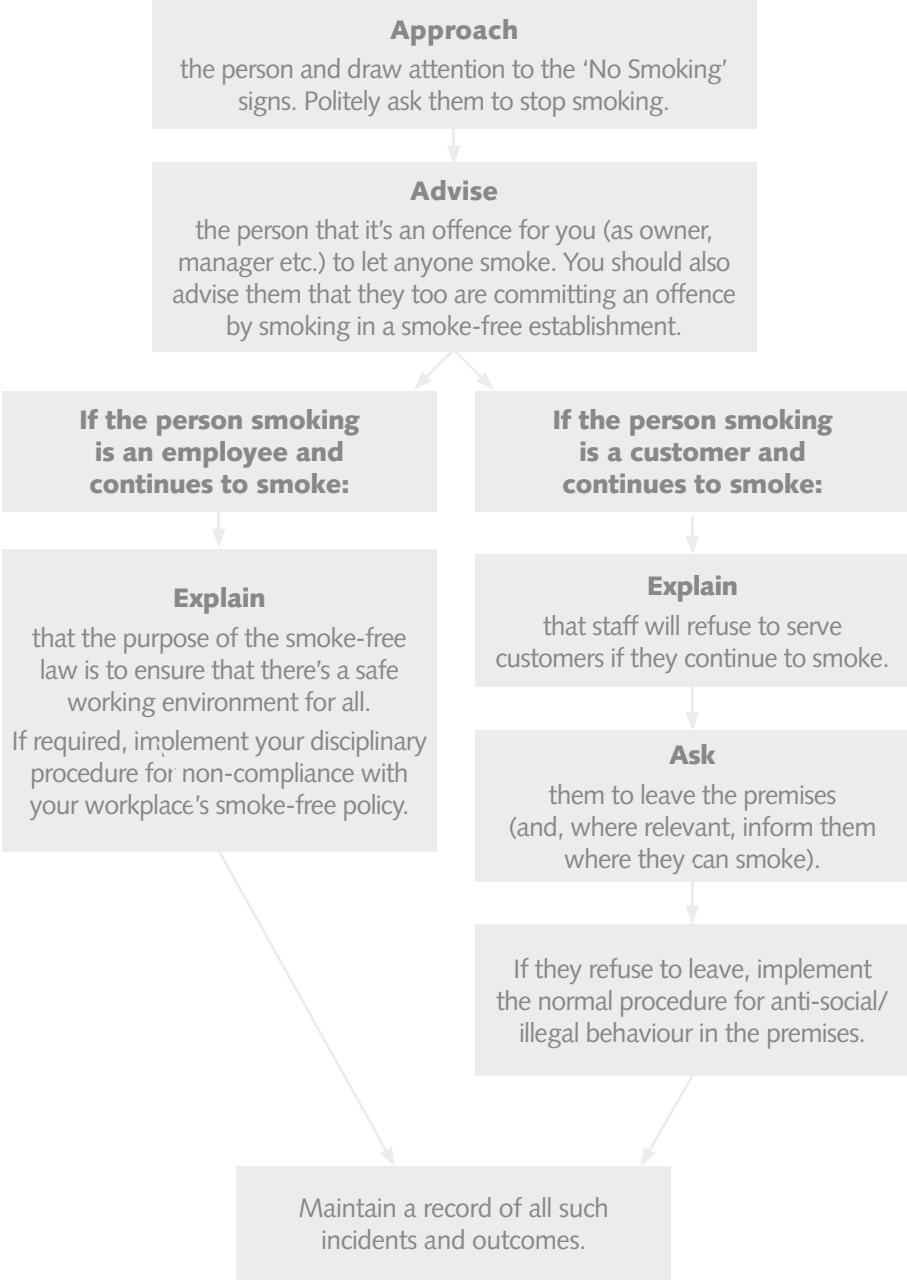 Approach
the person and draw attention to the ‘No Smoking’
signs. Politely ask them to stop smoking.
Advise
the person that it’s an offence for you (as owner,
manager etc.) to let anyone smoke. You should also
advise them that they too are committing an offence
by smoking in a smoke-free establishment.
If the person smoking
is an employee and
continues to smoke:
Explain
that the purpose of the smoke-free
law is to ensure that there’s a safe
working environment for all.
If required, implement your disciplinary
procedure for non-compliance with
your workplace’s smoke-free policy.
If the person smoking
is a customer and
continues to smoke:
Explain
that staff will refuse to serve
customers if they continue to smoke.
Ask
them to leave the premises
(and, where relevant, inform them
where they can smoke).
If they refuse to leave, implement
the normal procedure for anti-social/
illegal behaviour in the premises.
Maintain a record of all such
incidents and outcomes.